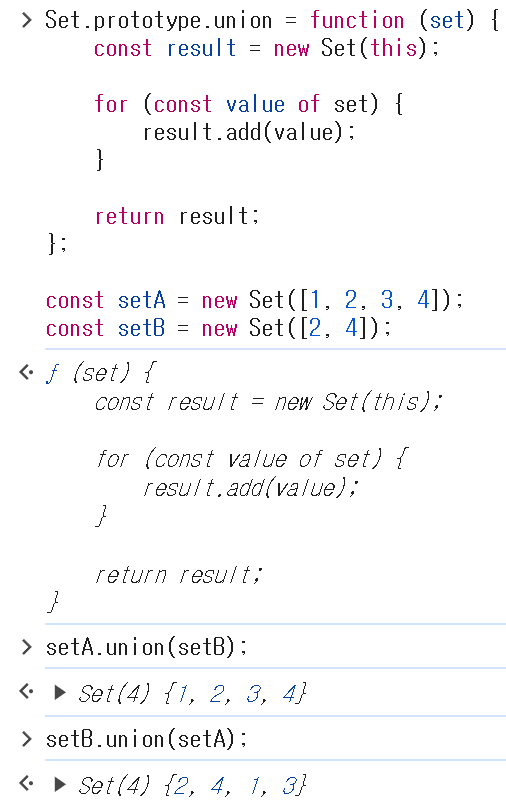 > Set.prototype.union = function (set) {
    const result = new Set(this);

    for (const value of set) {
        result.add(value);
    }

    return result;
};

const setA = new Set([1, 2, 3, 4]);
const setB = new Set([2, 4]);
ƒ (set) {
    const result = new Set(this);

    for (const value of set) {
        result.add(value);
    }

    return result;
}
> setA.union(setB);
▶ Set(4) {1, 2, 3, 4}
> setB.union(setA);
▶ Set(4) {2, 4, 1, 3}